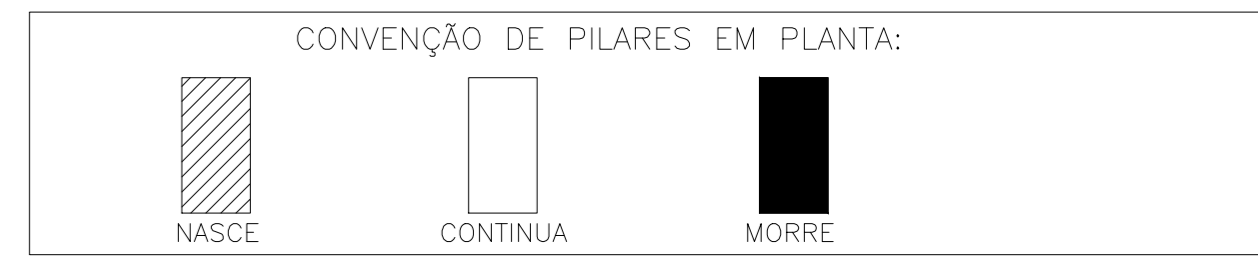 CONVENÇÃO DE PILARES EM PLANTA:
NASCE CONTINUA MORRE